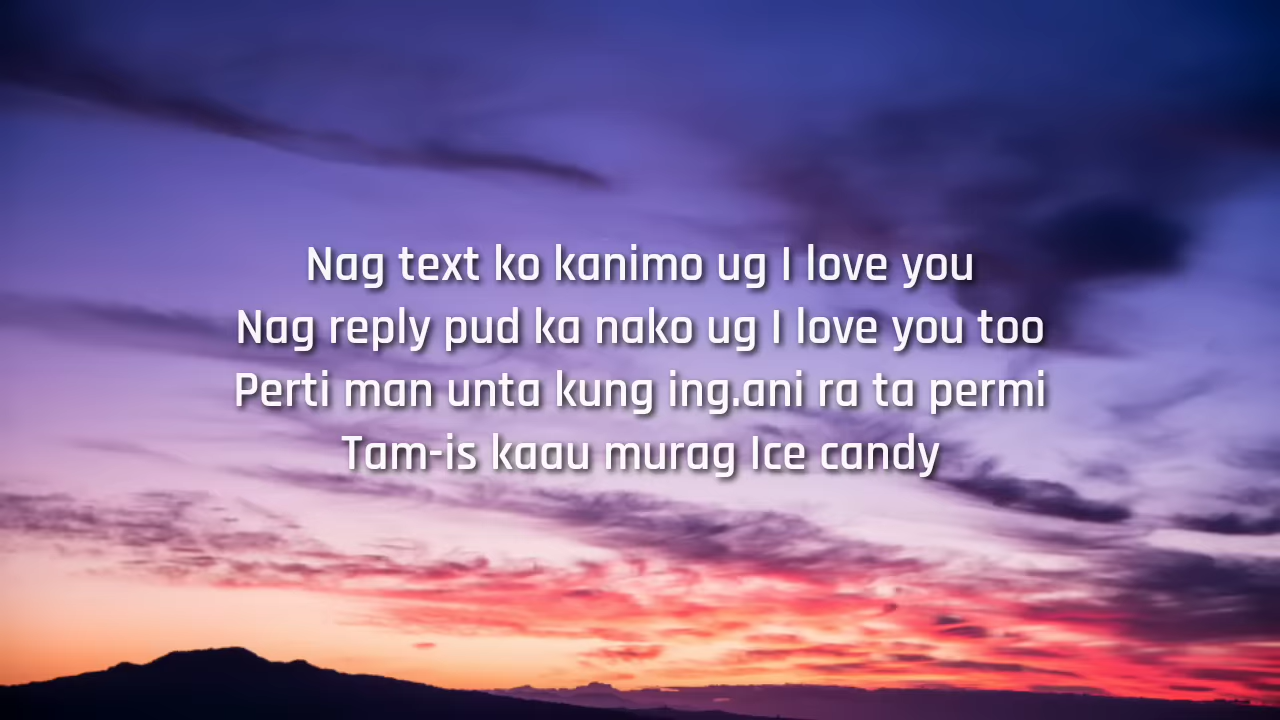 Nag text ko kanimo ug I love you
Nag reply pud ka nako ug I love you too
Perti man unta kung ing.ani ra ta permi
Tam-is kaau murag Ice candy